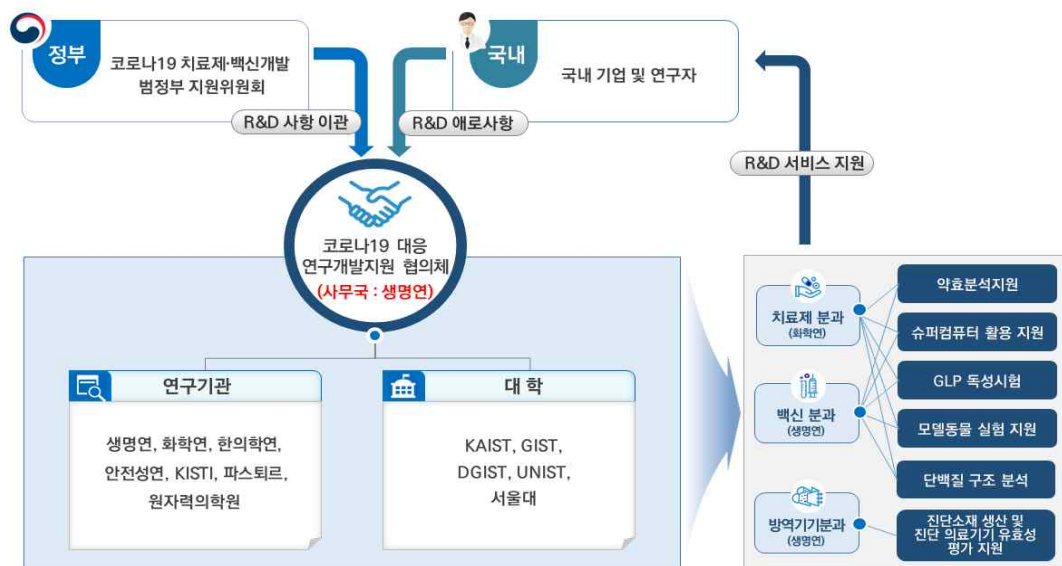 정부
코로나19 치료제·백신개발
범정부 지원위원회
국내
국내 기업 및 연구자
R&D 사항 이관
R&D 애로사항
R&D 서비스 지원
코로나19 대응
연구개발지원 협의체
(사무국 : 생명연)
연구기관
생명연, 화학연, 한의학연,
안전성연, KISTI, 파스퇴르,
원자력의학원
대 학
KAIST, GIST,
DGIST, UNIST,
서울대
치료제 분과
(화학연)
백신 분과
(생명연)
방역기기분과
(생명연)
약효분석지원
슈퍼컴퓨터 활용 지원
GLP 독성시험
모델동물 실험 지원
단백질 구조 분석
진단소재 생산 및
진단 의료기기 유효성
평가 지원